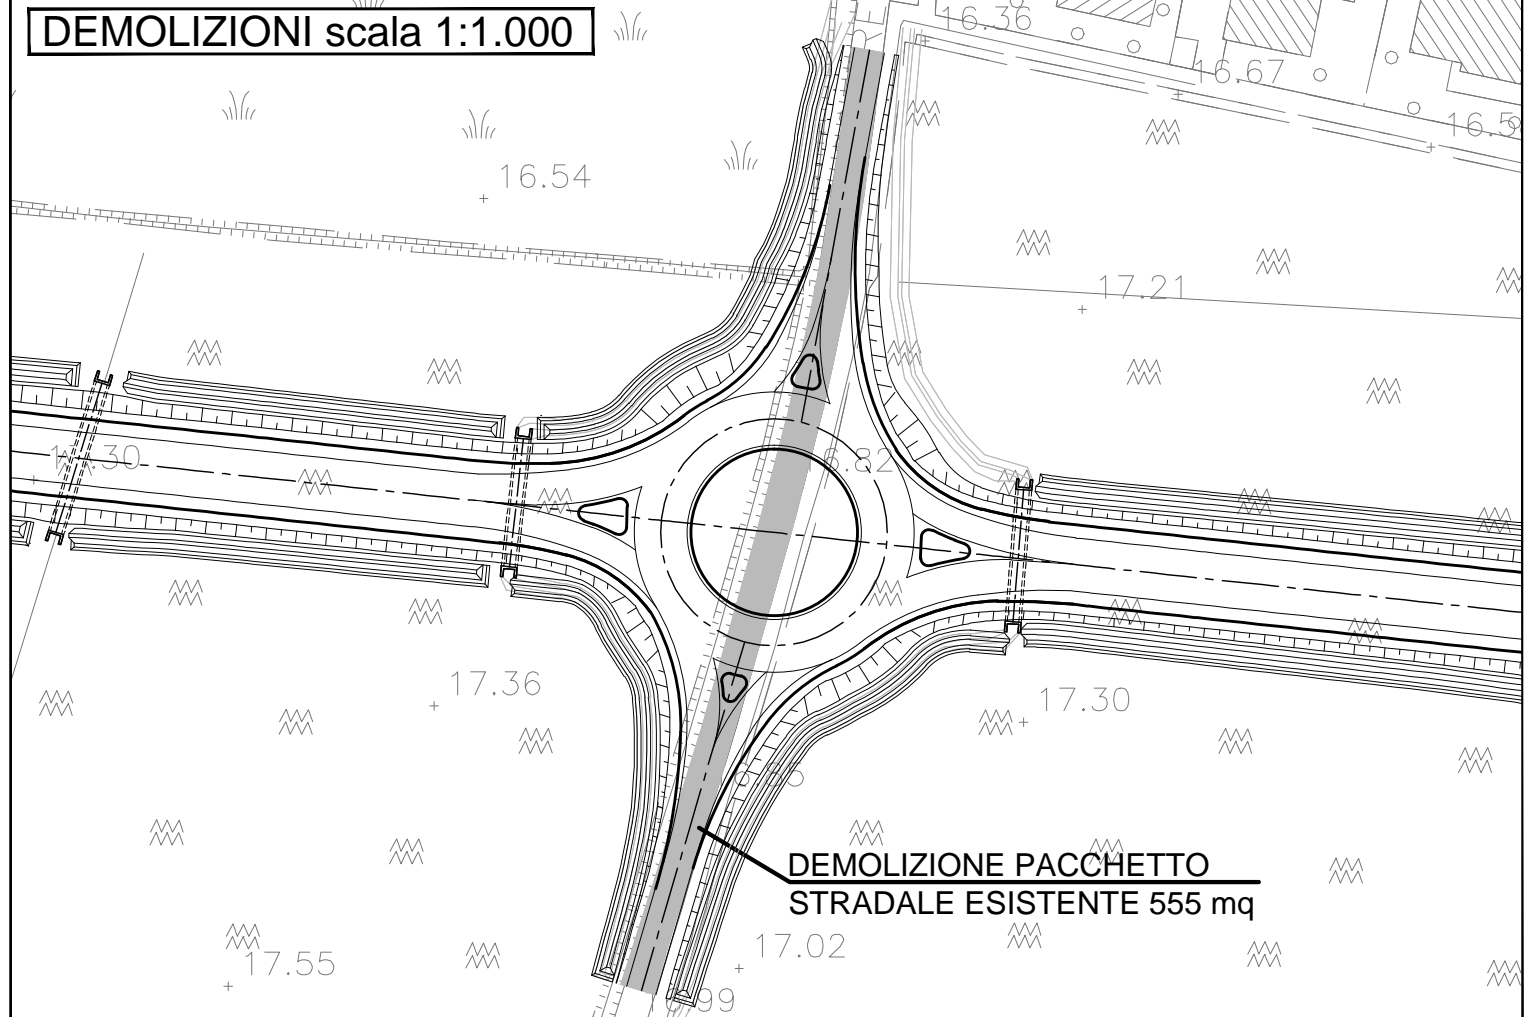 DEMOLIZIONI scala 1:1.000
16.36
16.67
16.54
17.21
17.36
17.30
DEMOLIZIONE PACCHETTO
STRADALE ESISTENTE 555 mq
17.02
17.55